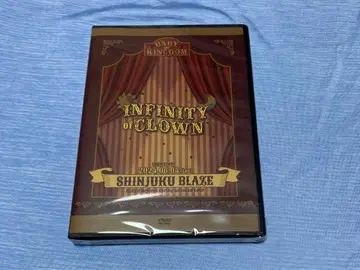 BABY
KINGDOM
INFINITY
of CLOWN
SHINJUKU BLAZE
DVD